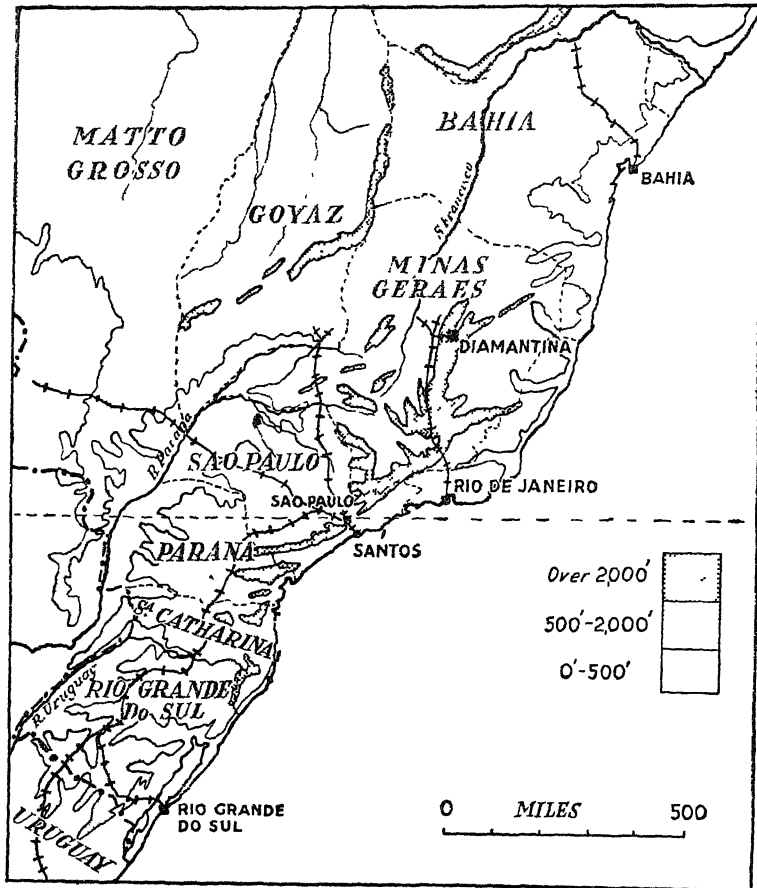 MATTO
GROSSO
BAHIA
BAHIA
GOYAZ
S.Francisco
MINAS
GERAES
DIAMANTINA
R. Parana
SAO PAULO
SAO PAULO
RIO DE JANEIRO
SANTOS
PARANA
Over 2,000'
500'-2,000'
0'-500'
Sᴬ CATHARINA
RIO GRANDE
DO SUL
R. Uruguay
RIO GRANDE
DO SUL
URUGUAY
0 MILES 500